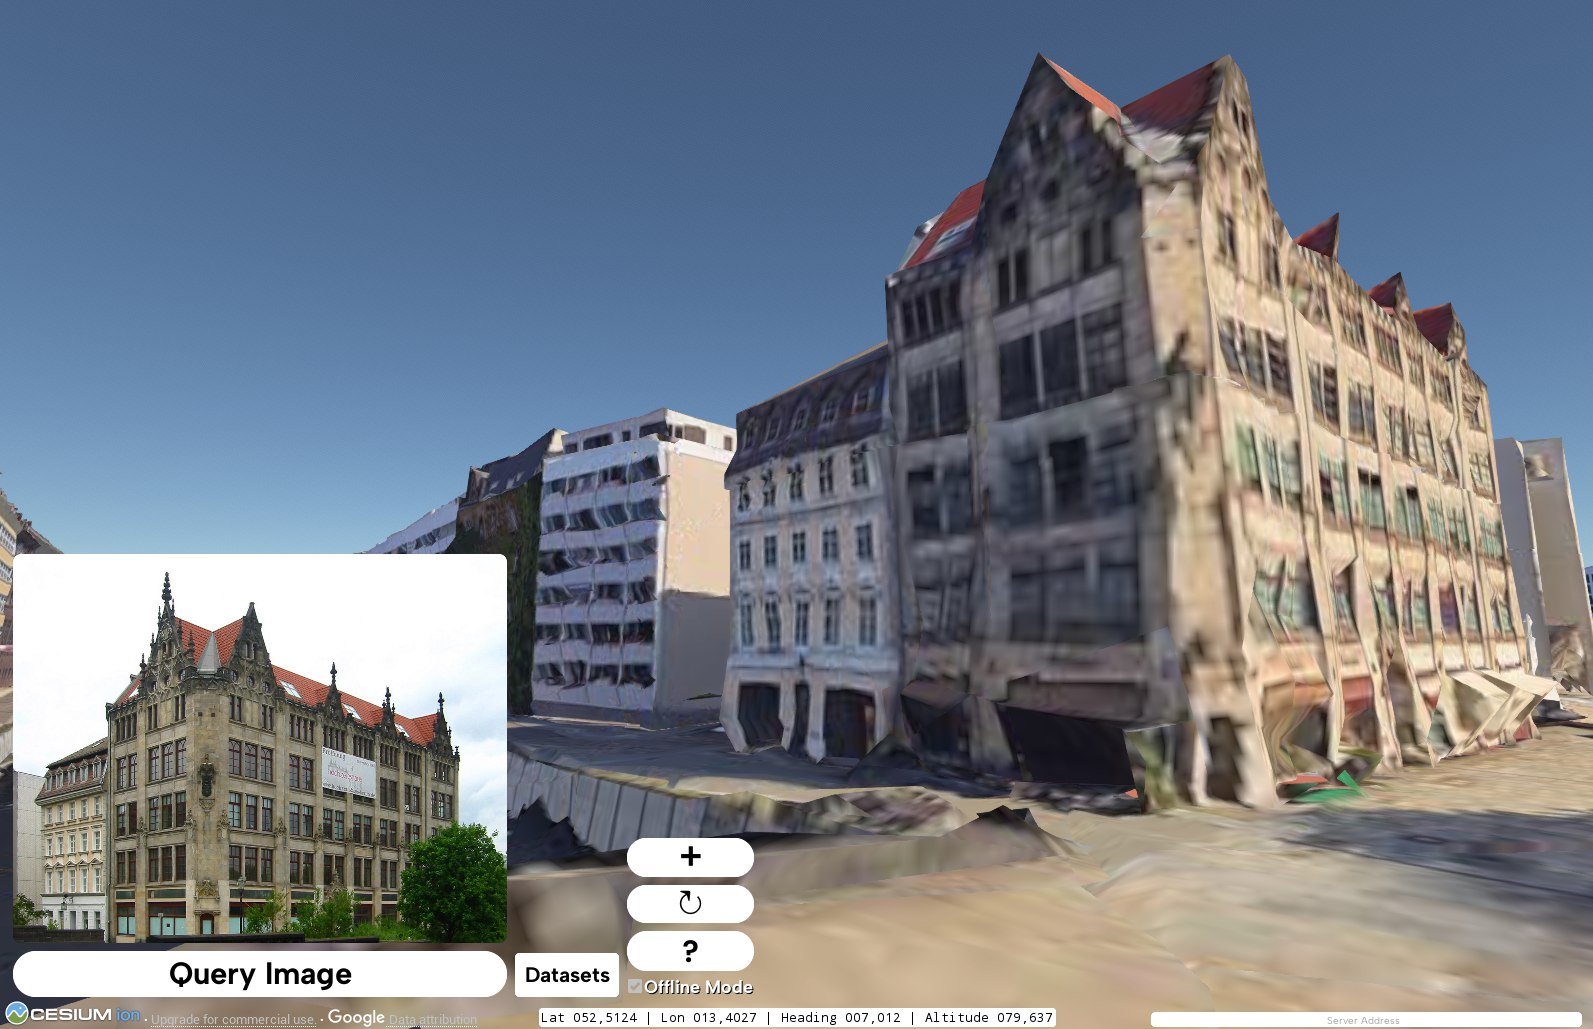 +
↻
?
Query Image
Datasets
Offline Mode
CESIUM ion · Upgrade for commercial use. · Google Data attribution
Lat 052,5124 | Lon 013,4027 | Heading 007,012 | Altitude 079,637
Server Address